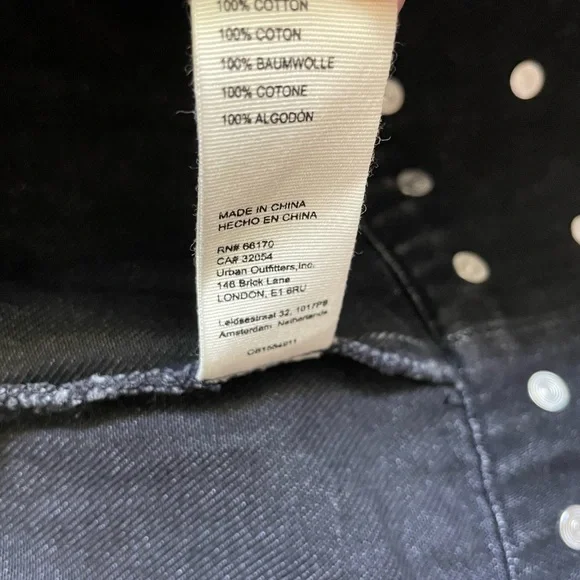 100% COTTON
100% COTON
100% BAUMWOLLE
100% COTONE
100% ALGODÓN
MADE IN CHINA
HECHO EN CHINA
RN# 66170
CA# 32054
Urban Outfitters, Inc.
146 Brick Lane
LONDON, E1 6RU
Leidsestraat 32, 1017PB
Amsterdam, Netherlands